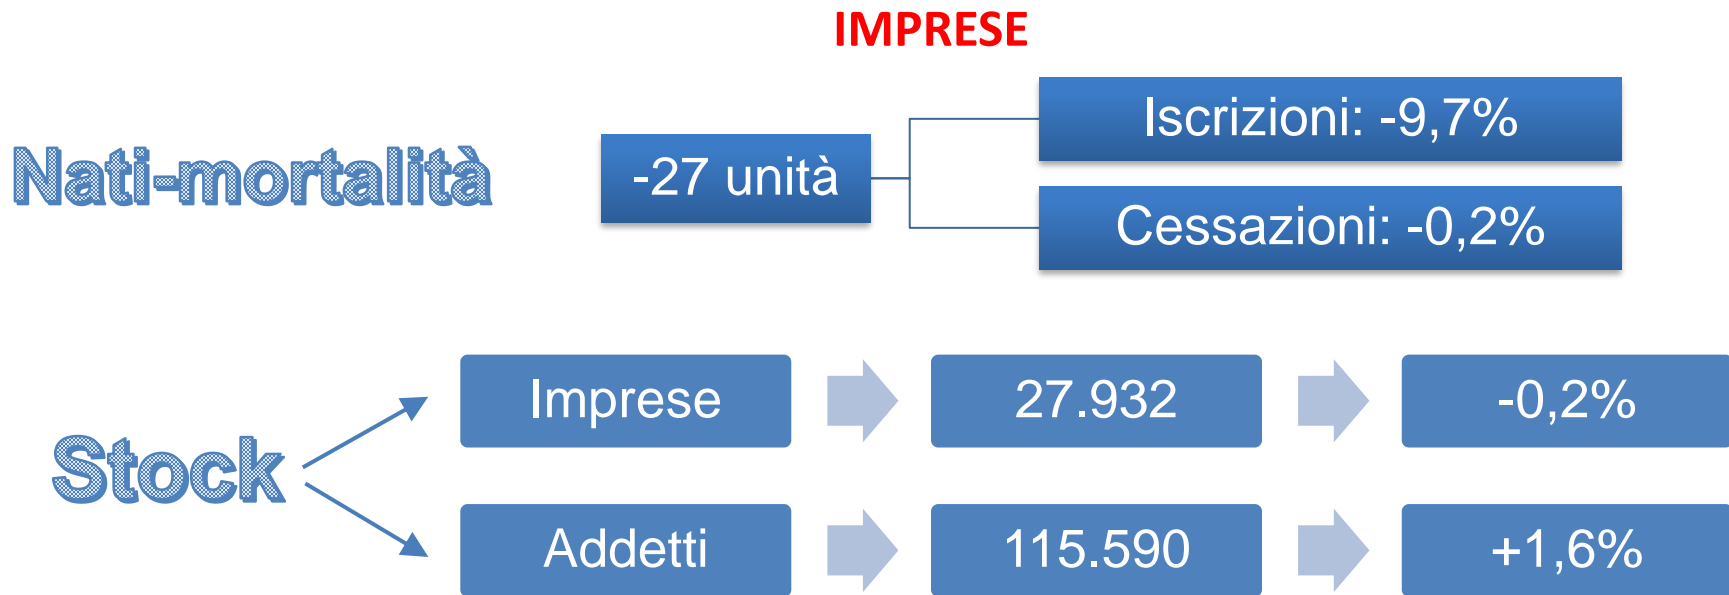 IMPRESE
Nati-mortalità
-27 unità
Iscrizioni: -9,7%
Cessazioni: -0,2%
Stock
Imprese
27.932
-0,2%
Addetti
115.590
+1,6%